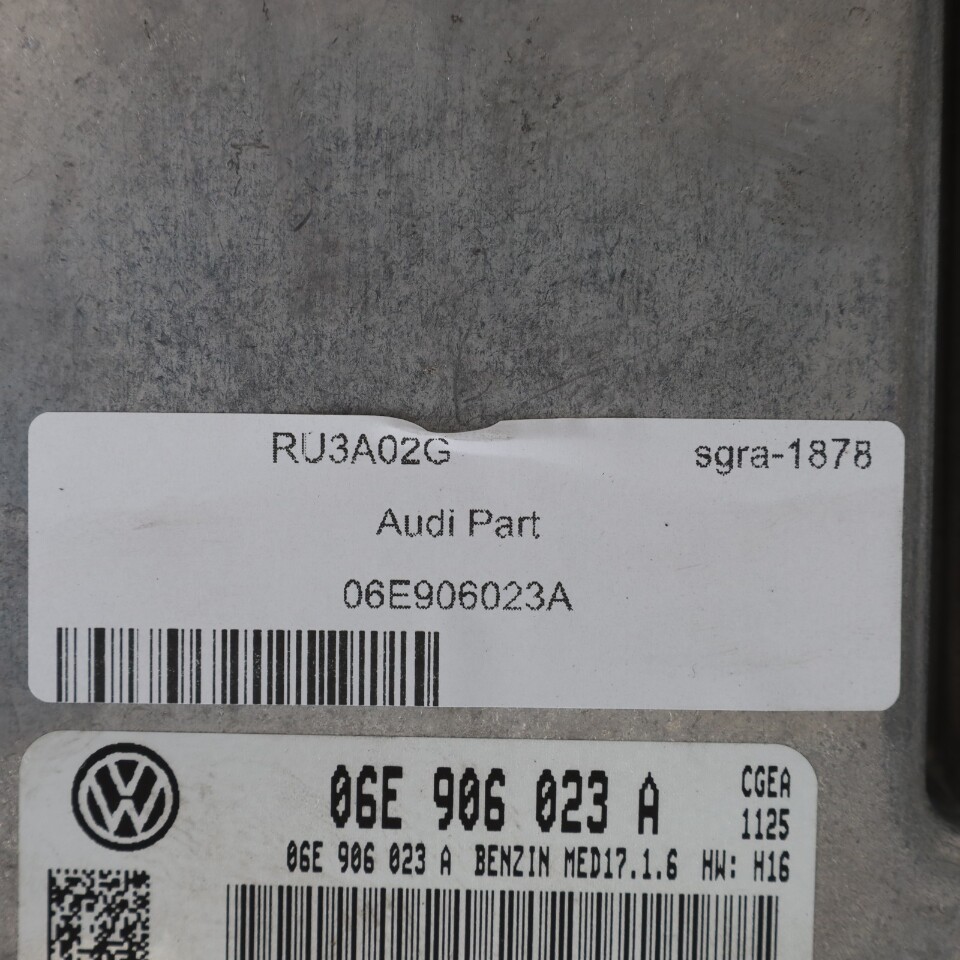 RU3A02G sgra-1878
Audi Part
06E906023A
06E 906 023 A CGEA
1125
06E 906 023 A BENZIN MED17.1.6 HW: H16